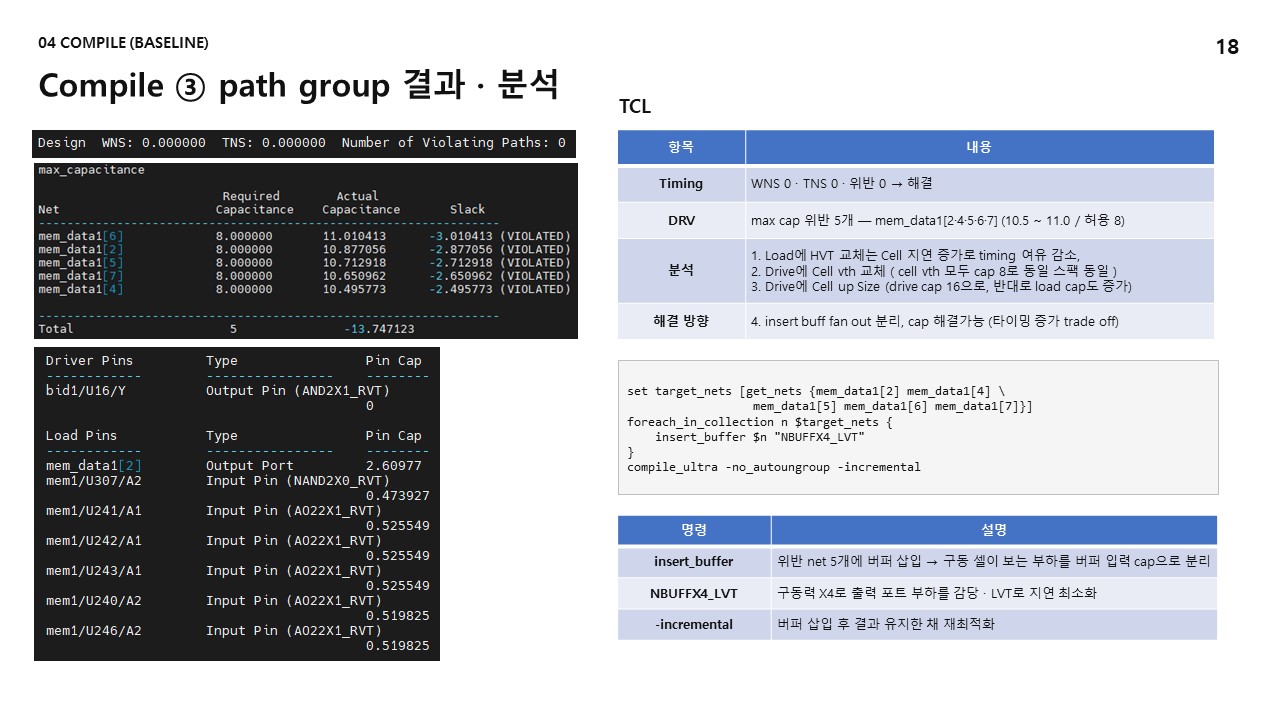 04 COMPILE (BASELINE)
18
Compile ③ path group 결과 · 분석
Design  WNS: 0.000000  TNS: 0.000000  Number of Violating Paths: 0
max_capacitance
Required Actual
Net Capacitance Capacitance Slack
-----------------------------------------------------------------
mem_data1[6] 8.000000 11.010413 -3.010413 (VIOLATED)
mem_data1[2] 8.000000 10.877056 -2.877056 (VIOLATED)
mem_data1[5] 8.000000 10.712918 -2.712918 (VIOLATED)
mem_data1[7] 8.000000 10.650962 -2.650962 (VIOLATED)
mem_data1[4] 8.000000 10.495773 -2.495773 (VIOLATED)
-----------------------------------------------------------------
Total 5 -13.747123
Driver Pins Type Pin Cap
------------ ---------------- --------
bid1/U16/Y Output Pin (AND2X1_RVT)
0
Load Pins Type Pin Cap
------------ ---------------- --------
mem_data1[2] Output Port 2.60977
mem1/U307/A2 Input Pin (NAND2X0_RVT)
0.473927
mem1/U241/A1 Input Pin (AO22X1_RVT)
0.525549
mem1/U242/A1 Input Pin (AO22X1_RVT)
0.525549
mem1/U243/A1 Input Pin (AO22X1_RVT)
0.525549
mem1/U240/A2 Input Pin (AO22X1_RVT)
0.519825
mem1/U246/A2 Input Pin (AO22X1_RVT)
0.519825
TCL
항목 내용
Timing WNS 0 · TNS 0 · 위반 0 → 해결
DRV max cap 위반 5개 — mem_data1[2·4·5·6·7] (10.5 ~ 11.0 / 허용 8)
분석
1. Load에 HVT 교체는 Cell 지연 증가로 timing 여유 감소,
2. Drive에 Cell vth 교체 ( cell vth 모두 cap 8로 동일 스팩 동일 )
3. Drive에 Cell up Size (drive cap 16으로, 반대로 load cap도 증가)
해결 방향 4. insert buff fan out 분리, cap 해결가능 (타이밍 증가 trade off)
set target_nets [get_nets {mem_data1[2] mem_data1[4] \
mem_data1[5] mem_data1[6] mem_data1[7]}]
foreach_in_collection n $target_nets {
insert_buffer $n "NBUFFX4_LVT"
}
compile_ultra -no_autoungroup -incremental
명령 설명
insert_buffer 위반 net 5개에 버퍼 삽입 → 구동 셀이 보는 부하를 버퍼 입력 cap으로 분리
NBUFFX4_LVT 구동력 X4로 출력 포트 부하를 감당 · LVT로 지연 최소화
-incremental 버퍼 삽입 후 결과 유지한 채 재최적화